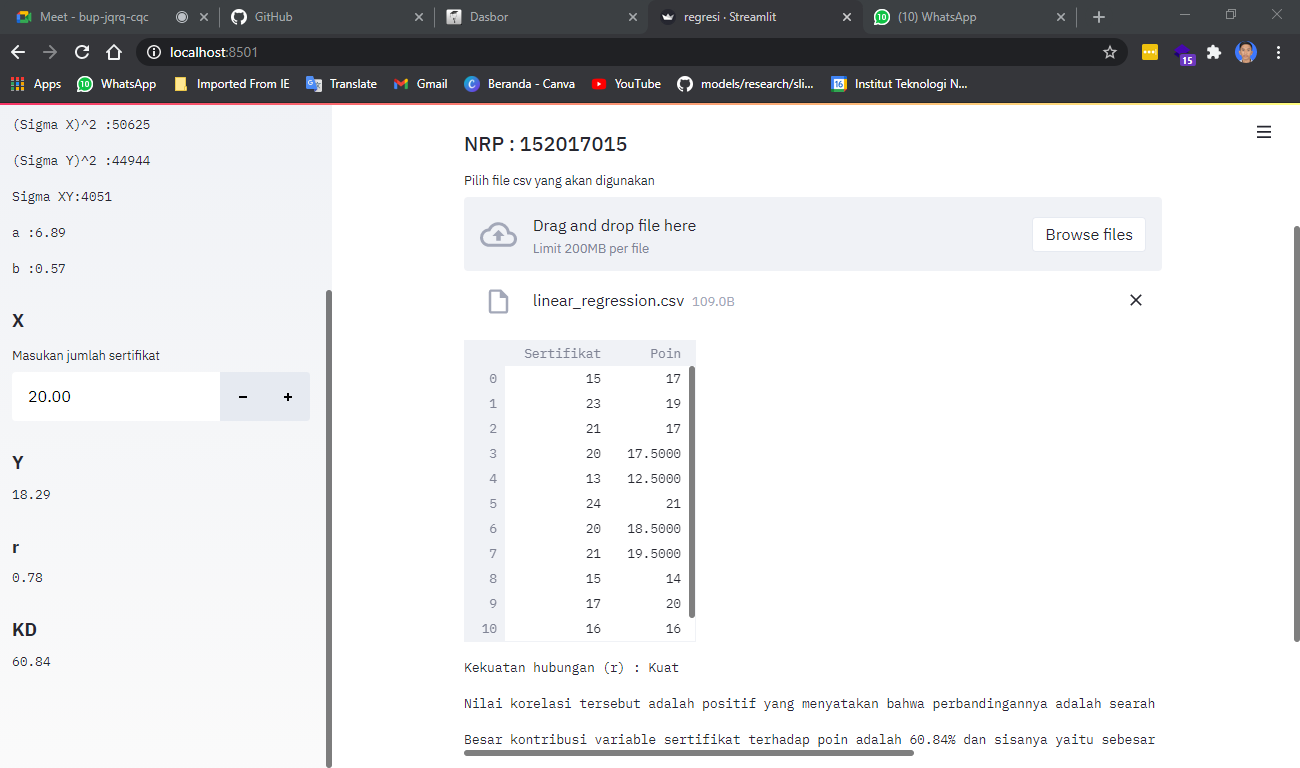 Meet - bup-jqrq-cqc
GitHub
Dasbor
regresi · Streamlit
(10) WhatsApp
localhost:8501
15
Apps
10 WhatsApp
Imported From IE
Translate
Gmail
Beranda - Canva
YouTube
models/research/sli...
16 Institut Teknologi N...
(Sigma X)^2 :50625
(Sigma Y)^2 :44944
Sigma XY:4051
a :6.89
b :0.57
X
Masukan jumlah sertifikat
20.00 - +
Y
18.29
r
0.78
KD
60.84
NRP : 152017015
Pilih file csv yang akan digunakan
Drag and drop file here
Limit 200MB per file
Browse files
linear_regression.csv 109.0B
Sertifikat Poin
0 15 17
1 23 19
2 21 17
3 20 17.5000
4 13 12.5000
5 24 21
6 20 18.5000
7 21 19.5000
8 15 14
9 17 20
10 16 16
Kekuatan hubungan (r) : Kuat
Nilai korelasi tersebut adalah positif yang menyatakan bahwa perbandingannya adalah searah
Besar kontribusi variable sertifikat terhadap poin adalah 60.84% dan sisanya yaitu sebesar